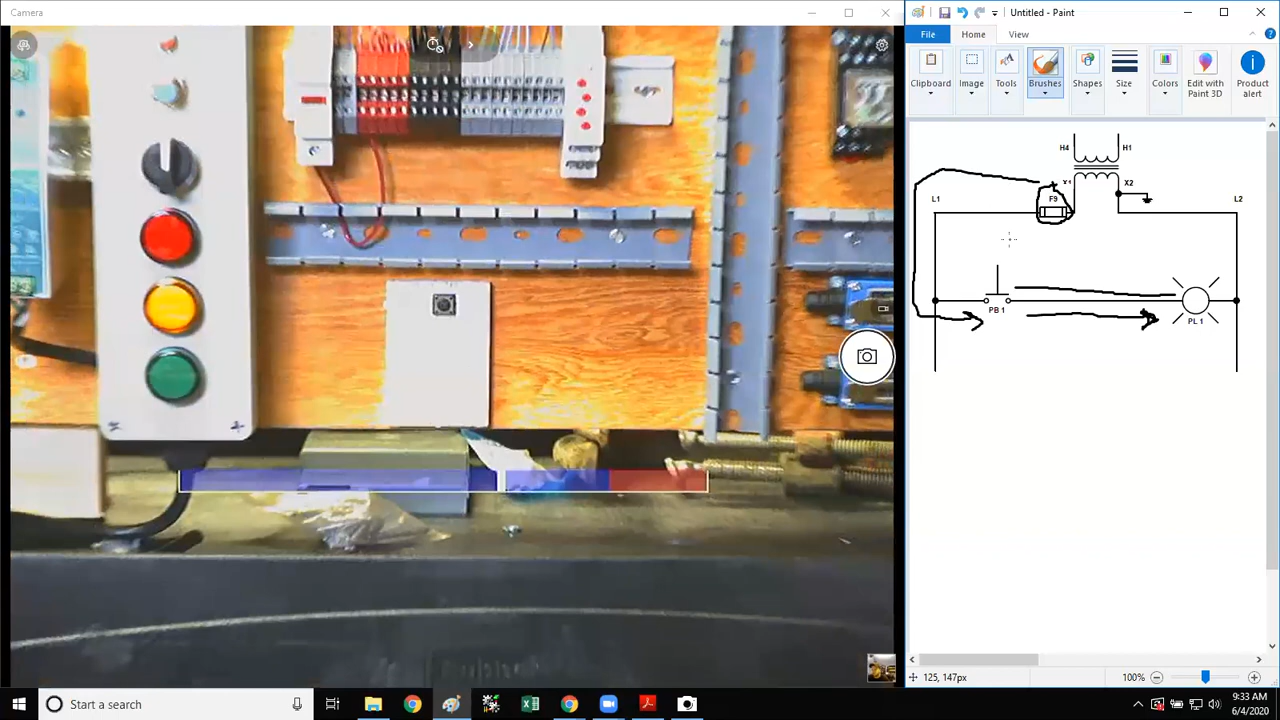 Camera
Untitled - Paint
File
Home
View
Clipboard
Image
Tools
Brushes
Shapes
Size
Colors
Edit with
Paint 3D
Product
alert
H4
H1
X1
X2
L1
F9
L2
PB 1
PL 1
125, 147px
100%
Start a search
9:33 AM
6/4/2020